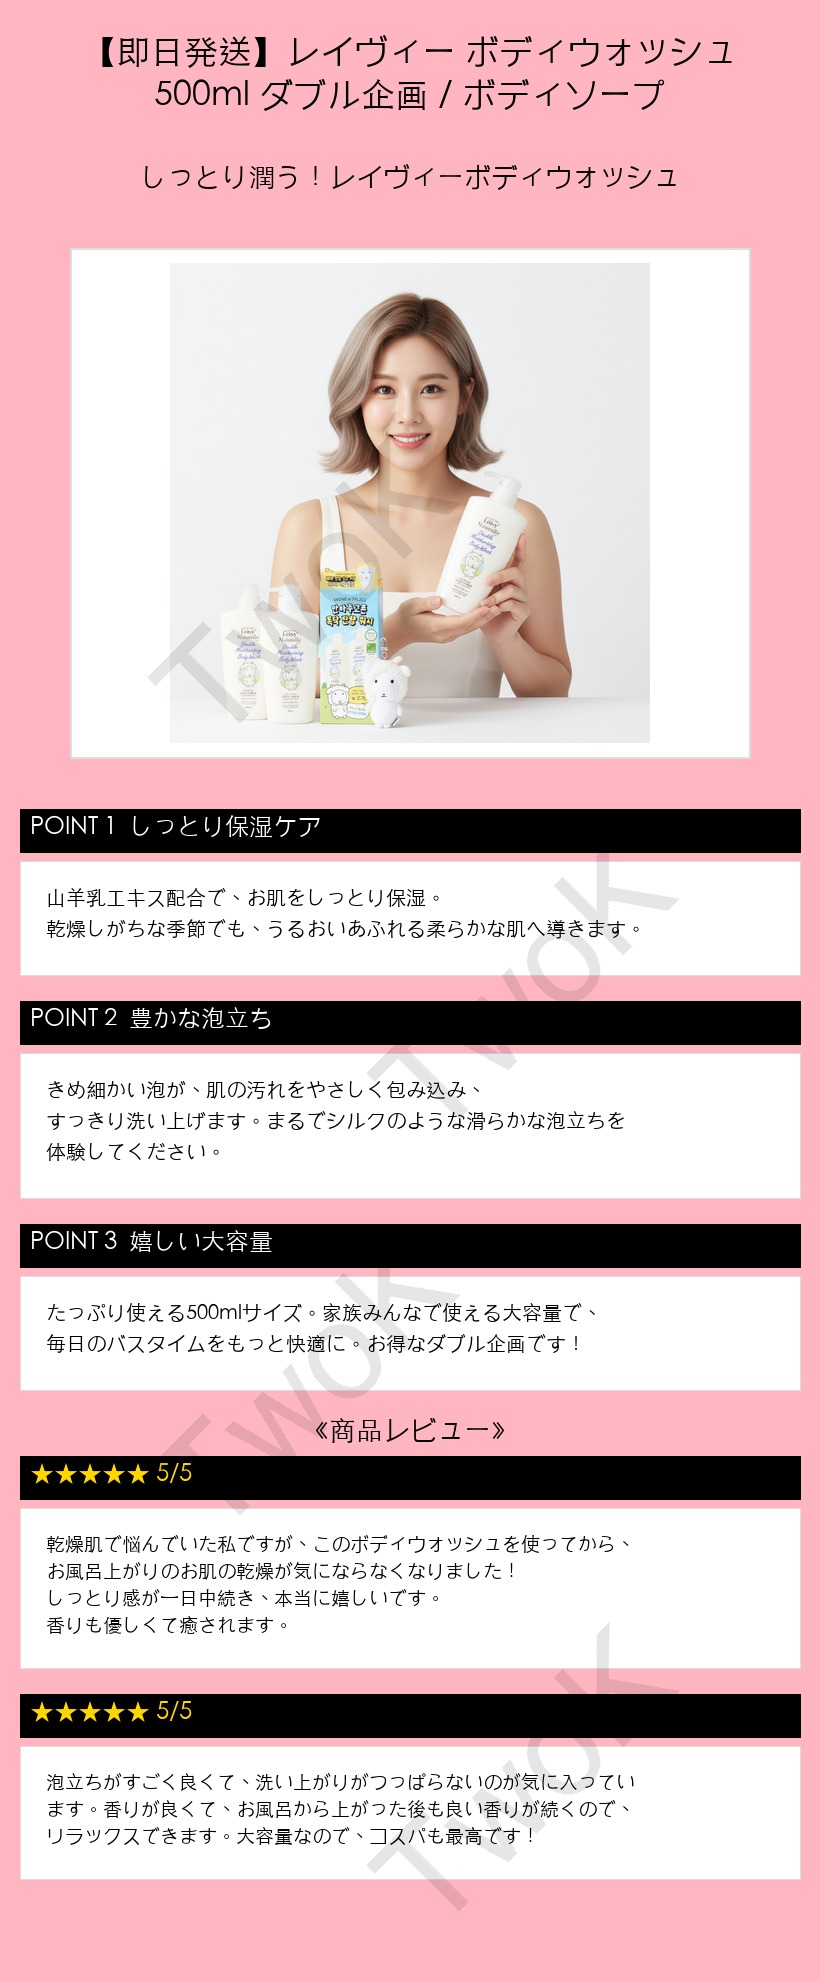 【即日発送】レイヴィー ボディウォッシュ
500ml ダブル企画 / ボディソープ
しっとり潤う！レイヴィーボディウォッシュ
Leivy
Naturally
Double
Moisturizing
Body Wash
Leivy
Naturally
Double
Moisturizing
Body Wash
Leivy
Naturally
Double
Moisturizing
Body Wash
TwoK
POINT 1 しっとり保湿ケア
山羊乳エキス配合で、お肌をしっとり保湿。
乾燥しがちな季節でも、うるおいあふれる柔らかな肌へ導きます。
TwoK
POINT 2 豊かな泡立ち
きめ細かい泡が、肌の汚れをやさしく包み込み、
すっきり洗い上げます。まるでシルクのような滑らかな泡立ちを
体験してください。
POINT 3 嬉しい大容量
たっぷり使える500mlサイズ。家族みんなで使える大容量で、
毎日のバスタイムをもっと快適に。お得なダブル企画です！
TwoK
《商品レビュー》
★★★★★ 5/5
乾燥肌で悩んでいた私ですが、このボディウォッシュを使ってから、
お風呂上がりのお肌の乾燥が気にならなくなりました！
しっとり感が一日中続き、本当に嬉しいです。
香りも優しくて癒されます。
★★★★★ 5/5
泡立ちがすごく良くて、洗い上がりがつっぱらないのが気に入ってい
ます。香りが良くて、お風呂から上がった後も良い香りが続くので、
リラックスできます。大容量なので、コスパも最高です！
TwoK